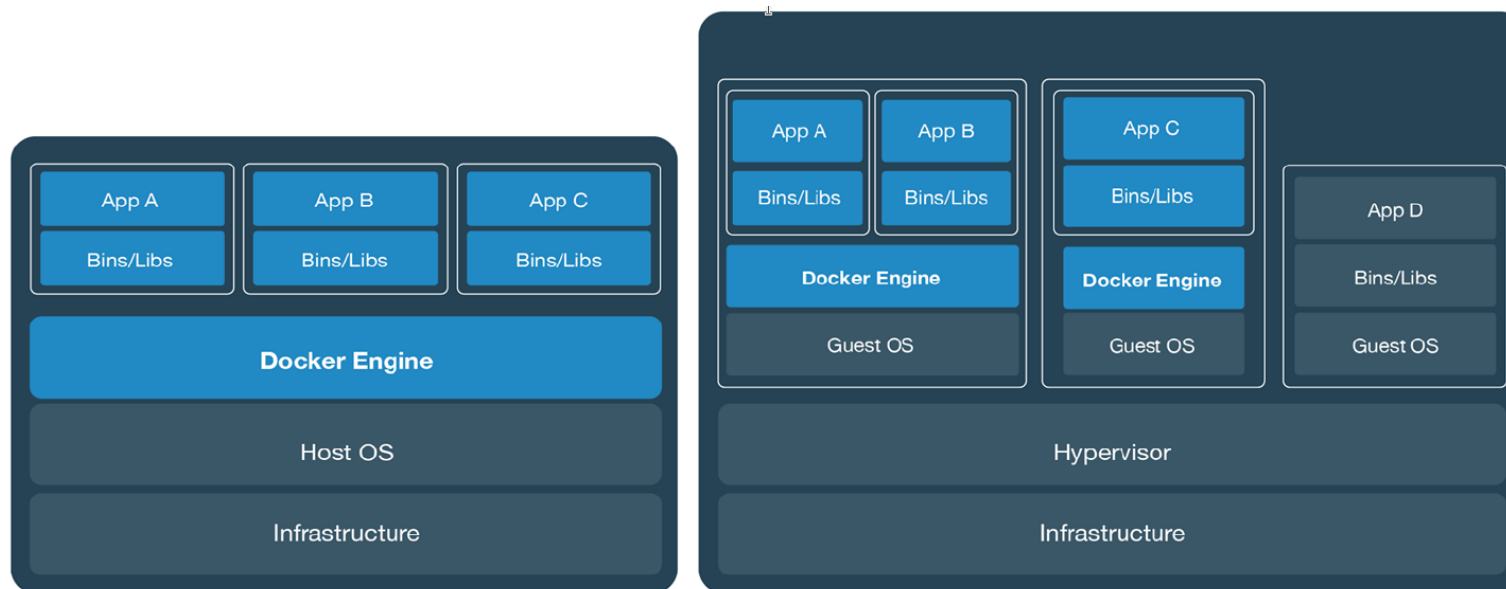 App A
App B
App C
Bins/Libs
Bins/Libs
Bins/Libs
Docker Engine
Host OS
Infrastructure
App A
App B
App C
Bins/Libs
Bins/Libs
Bins/Libs
App D
Docker Engine
Docker Engine
Bins/Libs
Guest OS
Guest OS
Guest OS
Hypervisor
Infrastructure